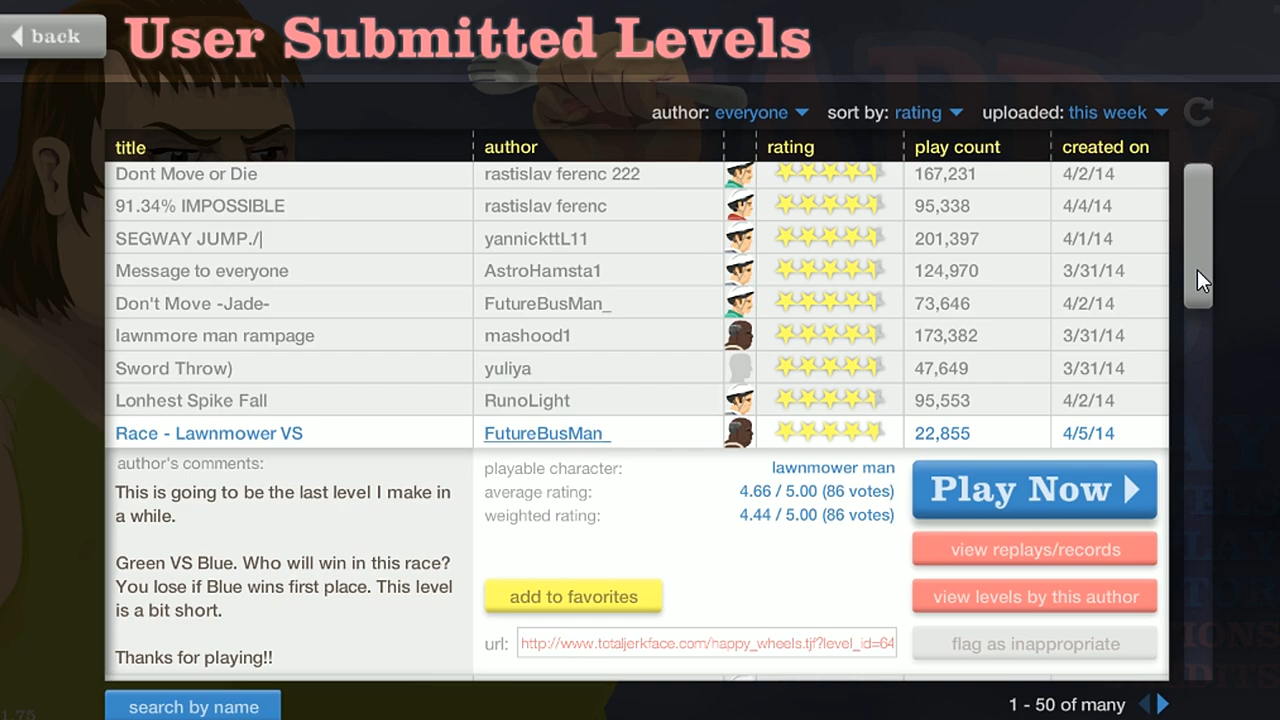 back
User Submitted Levels
author: everyone sort by: rating uploaded: this week
title author rating play count created on
Dont Move or Die rastislav ferenc 222 167,231 4/2/14
91.34% IMPOSSIBLE rastislav ferenc 95,338 4/4/14
SEGWAY JUMP./| yannickttL11 201,397 4/1/14
Message to everyone AstroHamsta1 124,970 3/31/14
Don't Move -Jade- FutureBusMan_ 73,646 4/2/14
lawnmore man rampage mashood1 173,382 3/31/14
Sword Throw) yuliya 47,649 3/31/14
Lonhest Spike Fall RunoLight 95,553 4/2/14
Race - Lawnmower VS FutureBusMan_ 22,855 4/5/14
author's comments:
This is going to be the last level I make in
a while.
Green VS Blue. Who will win in this race?
You lose if Blue wins first place. This level
is a bit short.
Thanks for playing!!
playable character: lawnmower man
average rating: 4.66 / 5.00 (86 votes)
weighted rating: 4.44 / 5.00 (86 votes)
add to favorites
url: http://www.totaljerkface.com/happy_wheels.tjf?level_id=64
Play Now
view replays/records
view levels by this author
flag as inappropriate
search by name
1 - 50 of many
1.75